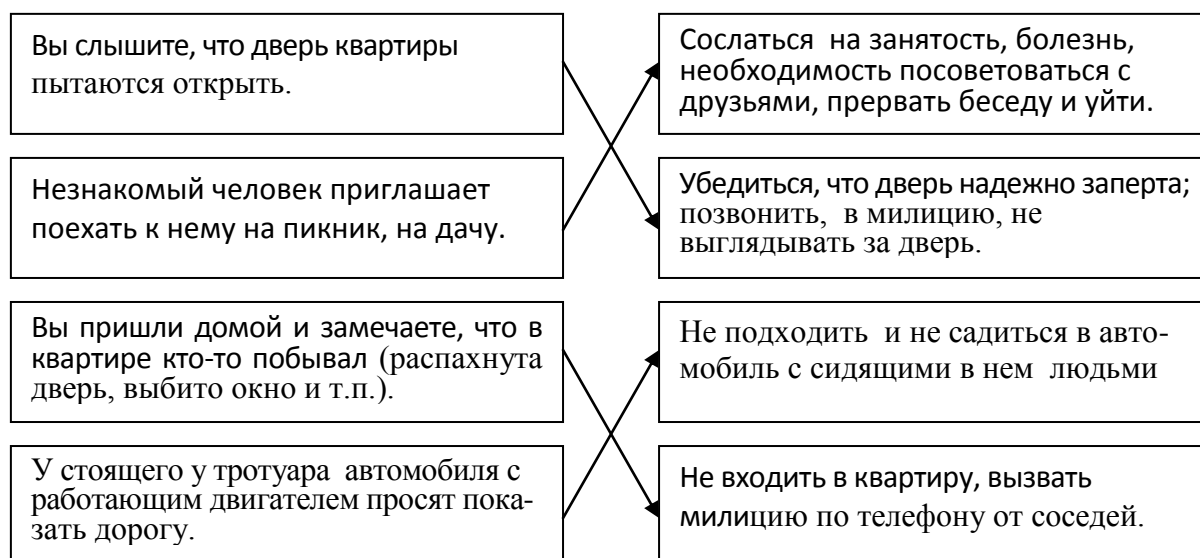 Вы слышите, что дверь квартиры
пытаются открыть.
Сослаться на занятость, болезнь,
необходимость посоветоваться с
друзьями, прервать беседу и уйти.
Незнакомый человек приглашает
поехать к нему на пикник, на дачу.
Убедиться, что дверь надежно заперта;
позвонить, в милицию, не
выглядывать за дверь.
Вы пришли домой и замечаете, что в
квартире кто-то побывал (распахнута
дверь, выбито окно и т.п.).
Не подходить и не садиться в авто-
мобиль с сидящими в нем людьми
У стоящего у тротуара автомобиля с
работающим двигателем просят пока-
зать дорогу.
Не входить в квартиру, вызвать
милицию по телефону от соседей.